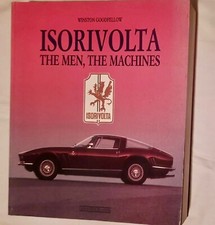 WINSTON GOODFELLOW
ISORIVOLTA
THE MEN, THE MACHINES
ISORIVOLTA